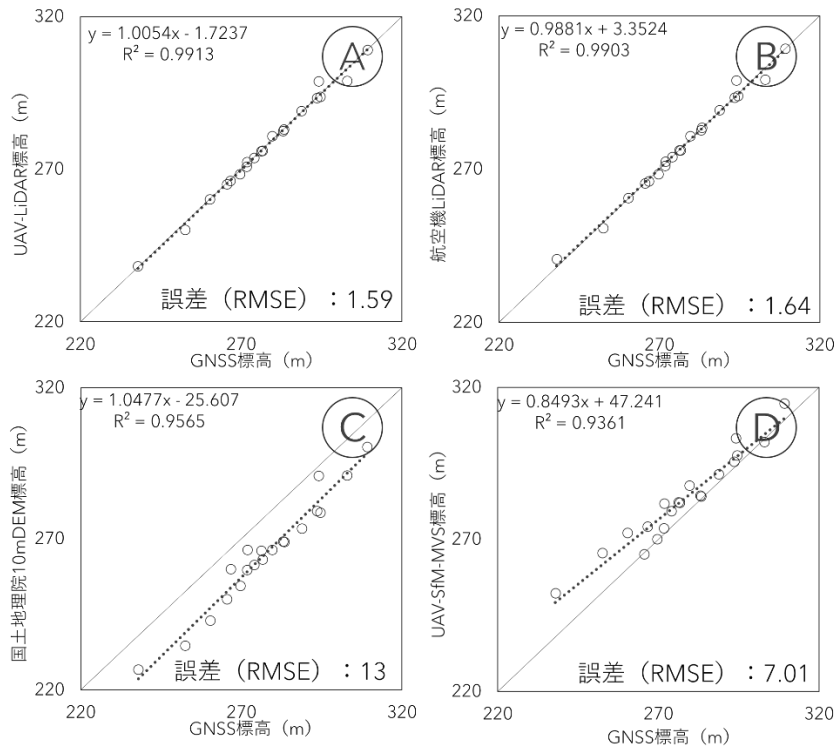 y = 1.0054x - 1.7237
R² = 0.9913
A
320
270
220
UAV-LiDAR標高（m）
誤差（RMSE）：1.59
220
270
320
GNSS標高（m）
y = 0.9881x + 3.3524
R² = 0.9903
B
320
270
220
航空機LiDAR標高（m）
誤差（RMSE）：1.64
220
270
320
GNSS標高（m）
y = 1.0477x - 25.607
R² = 0.9565
C
320
270
220
国土地理院10mDEM標高（m）
誤差（RMSE）：13
220
270
320
GNSS標高（m）
y = 0.8493x + 47.241
R² = 0.9361
D
320
270
220
UAV-SfM-MVS標高（m）
誤差（RMSE）：7.01
220
270
320
GNSS標高（m）